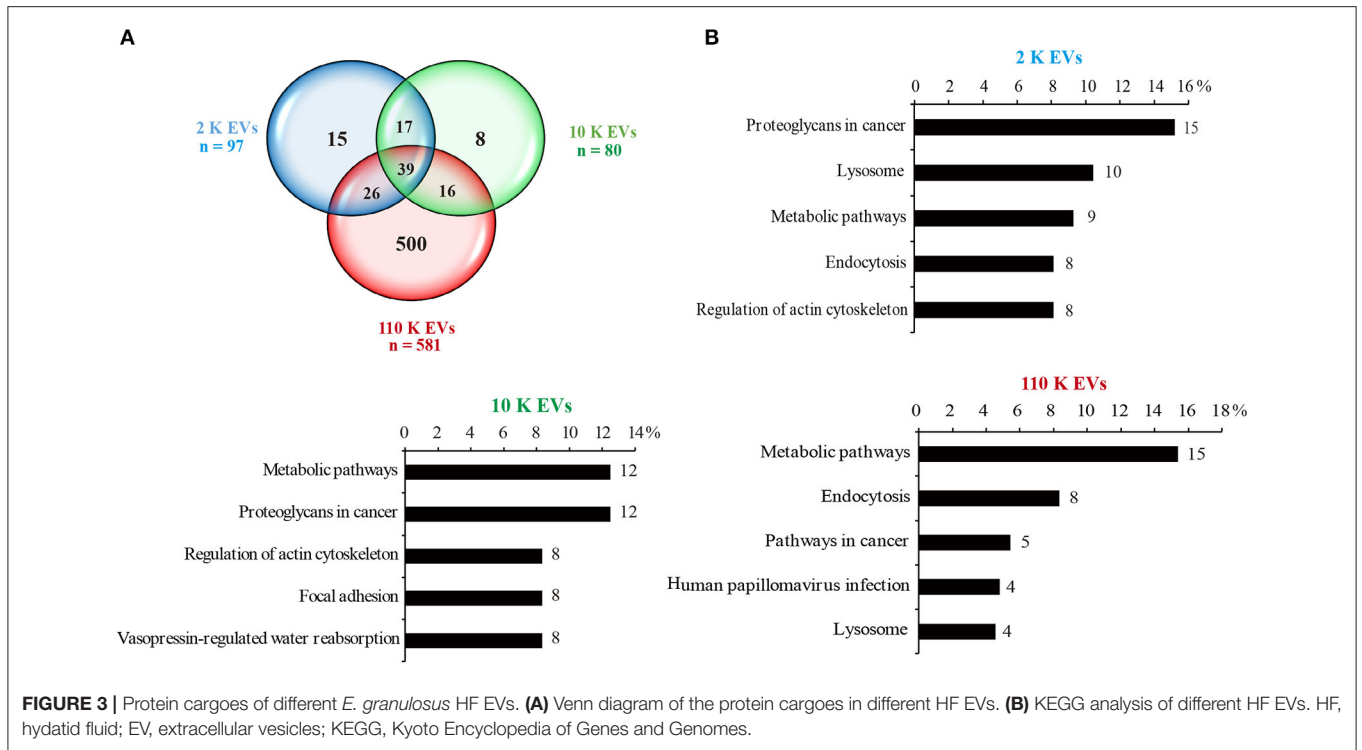 A
2 K EVs
n = 97
15
17
8
10 K EVs
n = 80
39
26
16
500
110 K EVs
n = 581
B
2 K EVs
0 2 4 6 8 10 12 14 16 %
Proteoglycans in cancer 15
Lysosome 10
Metabolic pathways 9
Endocytosis 8
Regulation of actin cytoskeleton 8
10 K EVs
0 2 4 6 8 10 12 14%
Metabolic pathways 12
Proteoglycans in cancer 12
Regulation of actin cytoskeleton 8
Focal adhesion 8
Vasopressin-regulated water reabsorption 8
110 K EVs
0 2 4 6 8 10 12 14 16 18%
Metabolic pathways 15
Endocytosis 8
Pathways in cancer 5
Human papillomavirus infection 4
Lysosome 4
FIGURE 3 | Protein cargoes of different E. granulosus HF EVs. (A) Venn diagram of the protein cargoes in different HF EVs. (B) KEGG analysis of different HF EVs. HF,
hydatid fluid; EV, extracellular vesicles; KEGG, Kyoto Encyclopedia of Genes and Genomes.